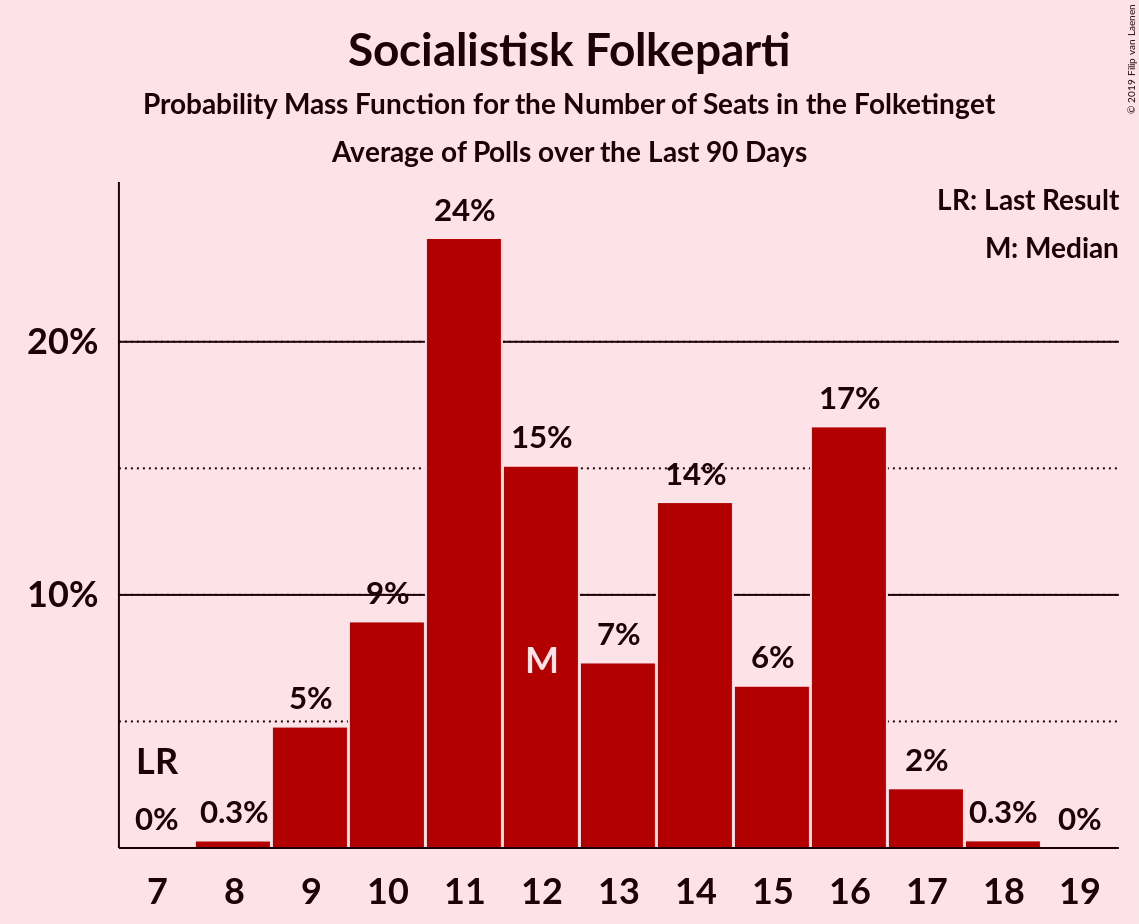 Socialistisk Folkeparti
Probability Mass Function for the Number of Seats in the Folketinget
Average of Polls over the Last 90 Days
© 2019 Filip van Laenen
LR: Last Result
M: Median
24%
20%
17%
15%
14%
10%
9%
7%
M
6%
5%
LR
2%
0%
0.3%
0.3%
0%
7 8 9 10 11 12 13 14 15 16 17 18 19